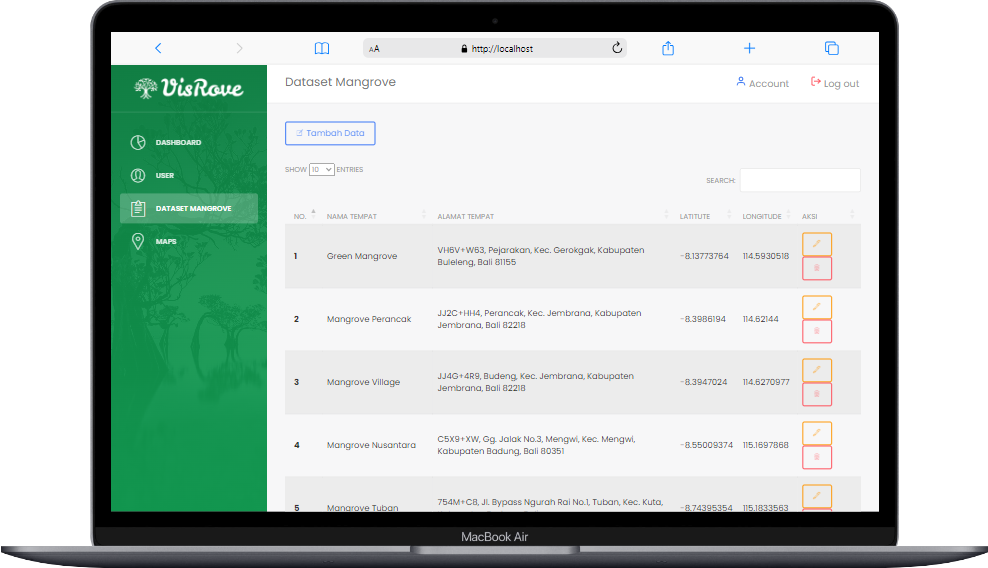 AA
http://localhost
VisRove
Dataset Mangrove
Account
Log out
DASHBOARD
USER
DATASET MANGROVE
MAPS
Tambah Data
SHOW 10 ENTRIES
SEARCH:
NO. NAMA TEMPAT ALAMAT TEMPAT LATITUTE LONGITUDE AKSI
1 Green Mangrove VH6V+W63, Pejarakan, Kec. Gerokgak, Kabupaten -8.13773764 114.5930518
Buleleng, Bali 81155
2 Mangrove Perancak JJ2C+HH4, Perancak, Kec. Jembrana, Kabupaten -8.3986194 114.62144
Jembrana, Bali 82218
3 Mangrove Village JJ4G+4R9, Budeng, Kec. Jembrana, Kabupaten -8.3947024 114.6270977
Jembrana, Bali 82218
4 Mangrove Nusantara C5X9+XW, Gg. Jalak No.3, Mengwi, Kec. Mengwi, -8.55009374 115.1697868
Kabupaten Badung, Bali 80351
5 Mangrove Tuban 754M+C8, Jl. Bypass Ngurah Rai No.1, Tuban, Kec. Kuta, -8.74395354 115.1833563
MacBook Air